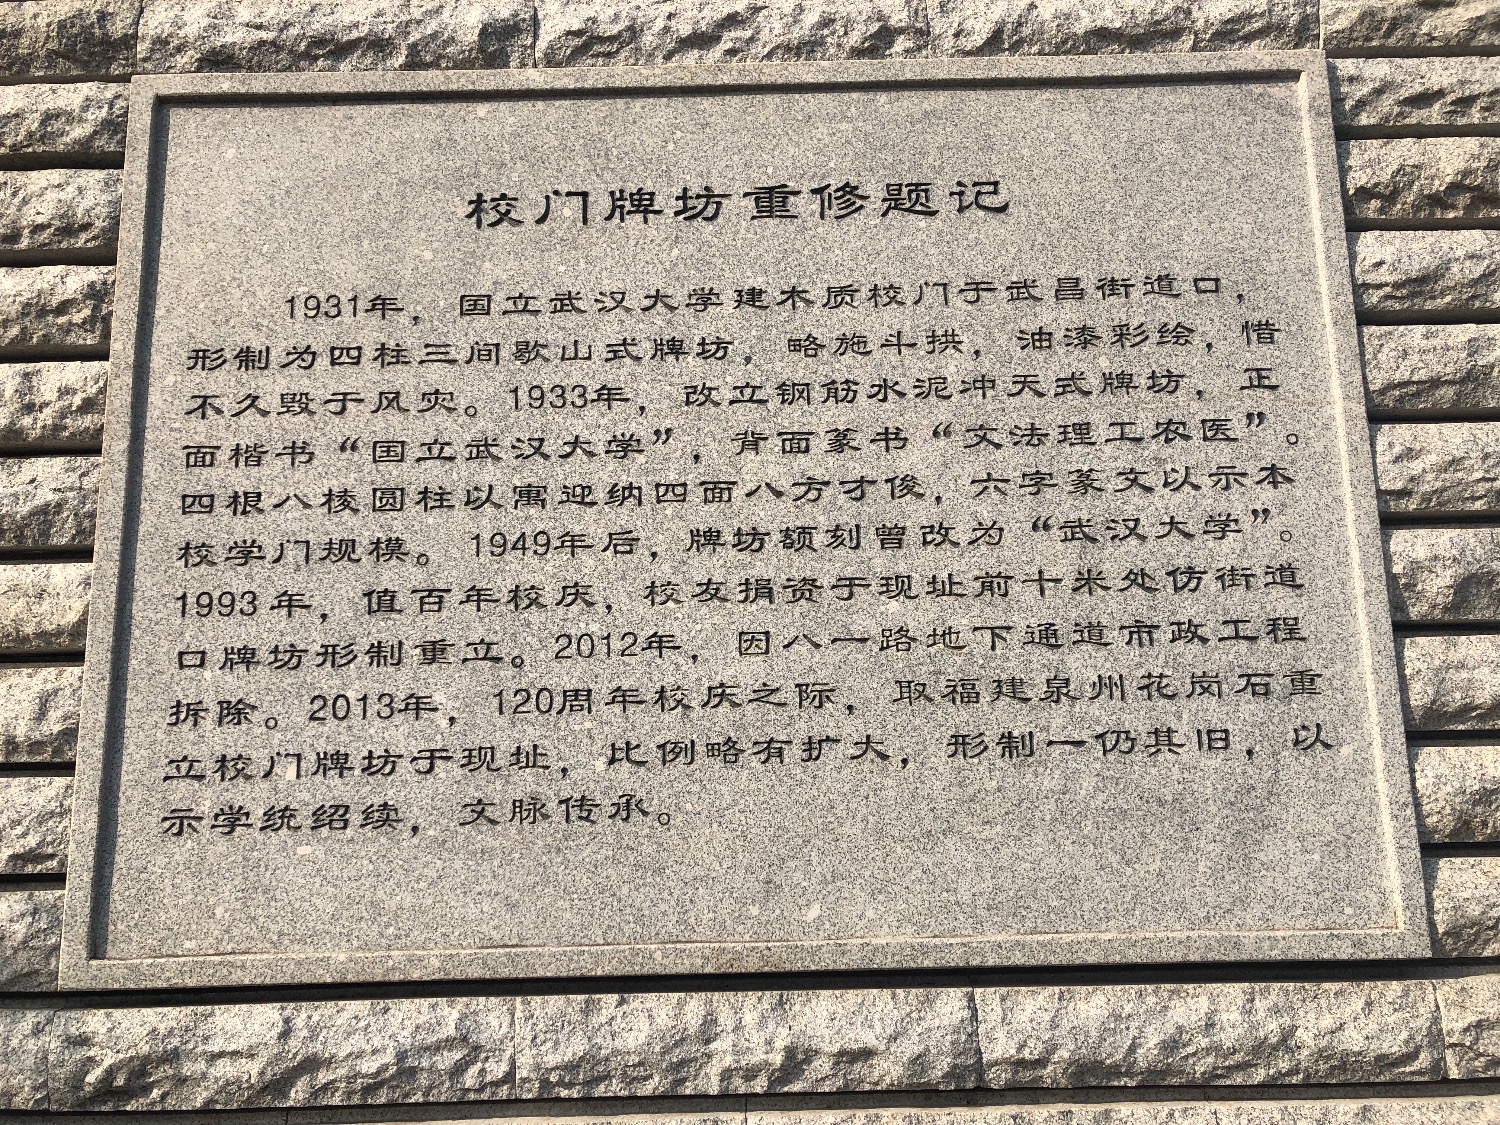 校门牌坊重修题记
1931年，国立武汉大学建木质校门于武昌街道口，
形制为四柱三间歇山式牌坊，略施斗拱，油漆彩绘，惜
不久毁于风灾。1933年，改立钢筋水泥冲天式牌坊，正
面楷书“国立武汉大学”，背面篆书“文法理工农医”。
四根八棱圆柱以寓迎纳四面八方才俊，六字篆文以示本
校学门规模。1949年后，牌坊额刻曾改为“武汉大学”。
1993年，值百年校庆，校友捐资于现址前十米处仿街道
口牌坊形制重立。2012年，因八一路地下通道市政工程
拆除。2013年，120周年校庆之际，取福建泉州花岗石重
立校门牌坊于现址，比例略有扩大，形制一仍其旧，以
示学统绍续，文脉传承。